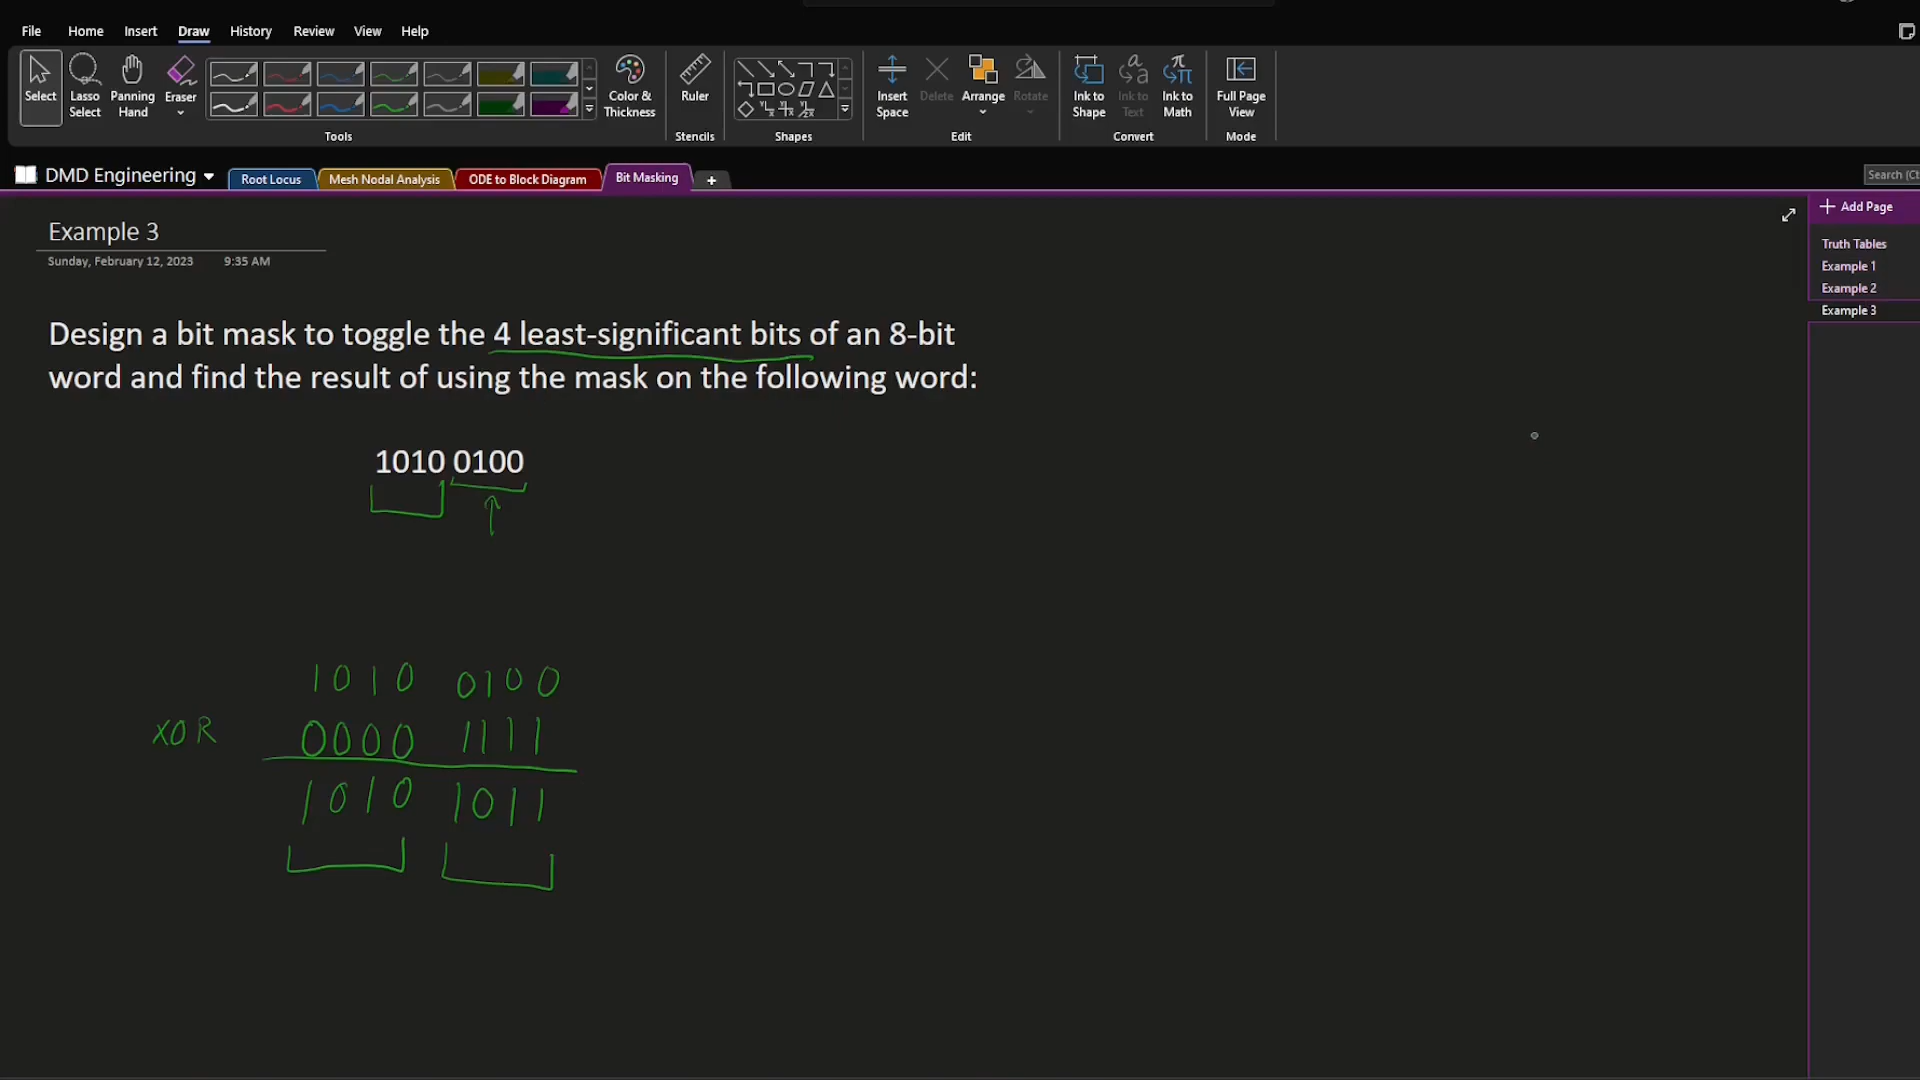 File Home Insert Draw History Review View Help
Select Lasso Select Panning Hand Eraser Color & Thickness Ruler Insert Space Delete Arrange Rotate Ink to Shape Ink to Text Ink to Math Full Page View
Tools Stencils Shapes Edit Convert Mode
DMD Engineering Root Locus Mesh Nodal Analysis ODE to Block Diagram Bit Masking + Search (Ct
Add Page
Truth Tables
Example 1
Example 2
Example 3
Example 3
Sunday, February 12, 2023 9:35 AM
Design a bit mask to toggle the 4 least-significant bits of an 8-bit
word and find the result of using the mask on the following word:
1010 0100
1010 0100
XOR 0000 1111
1010 1011